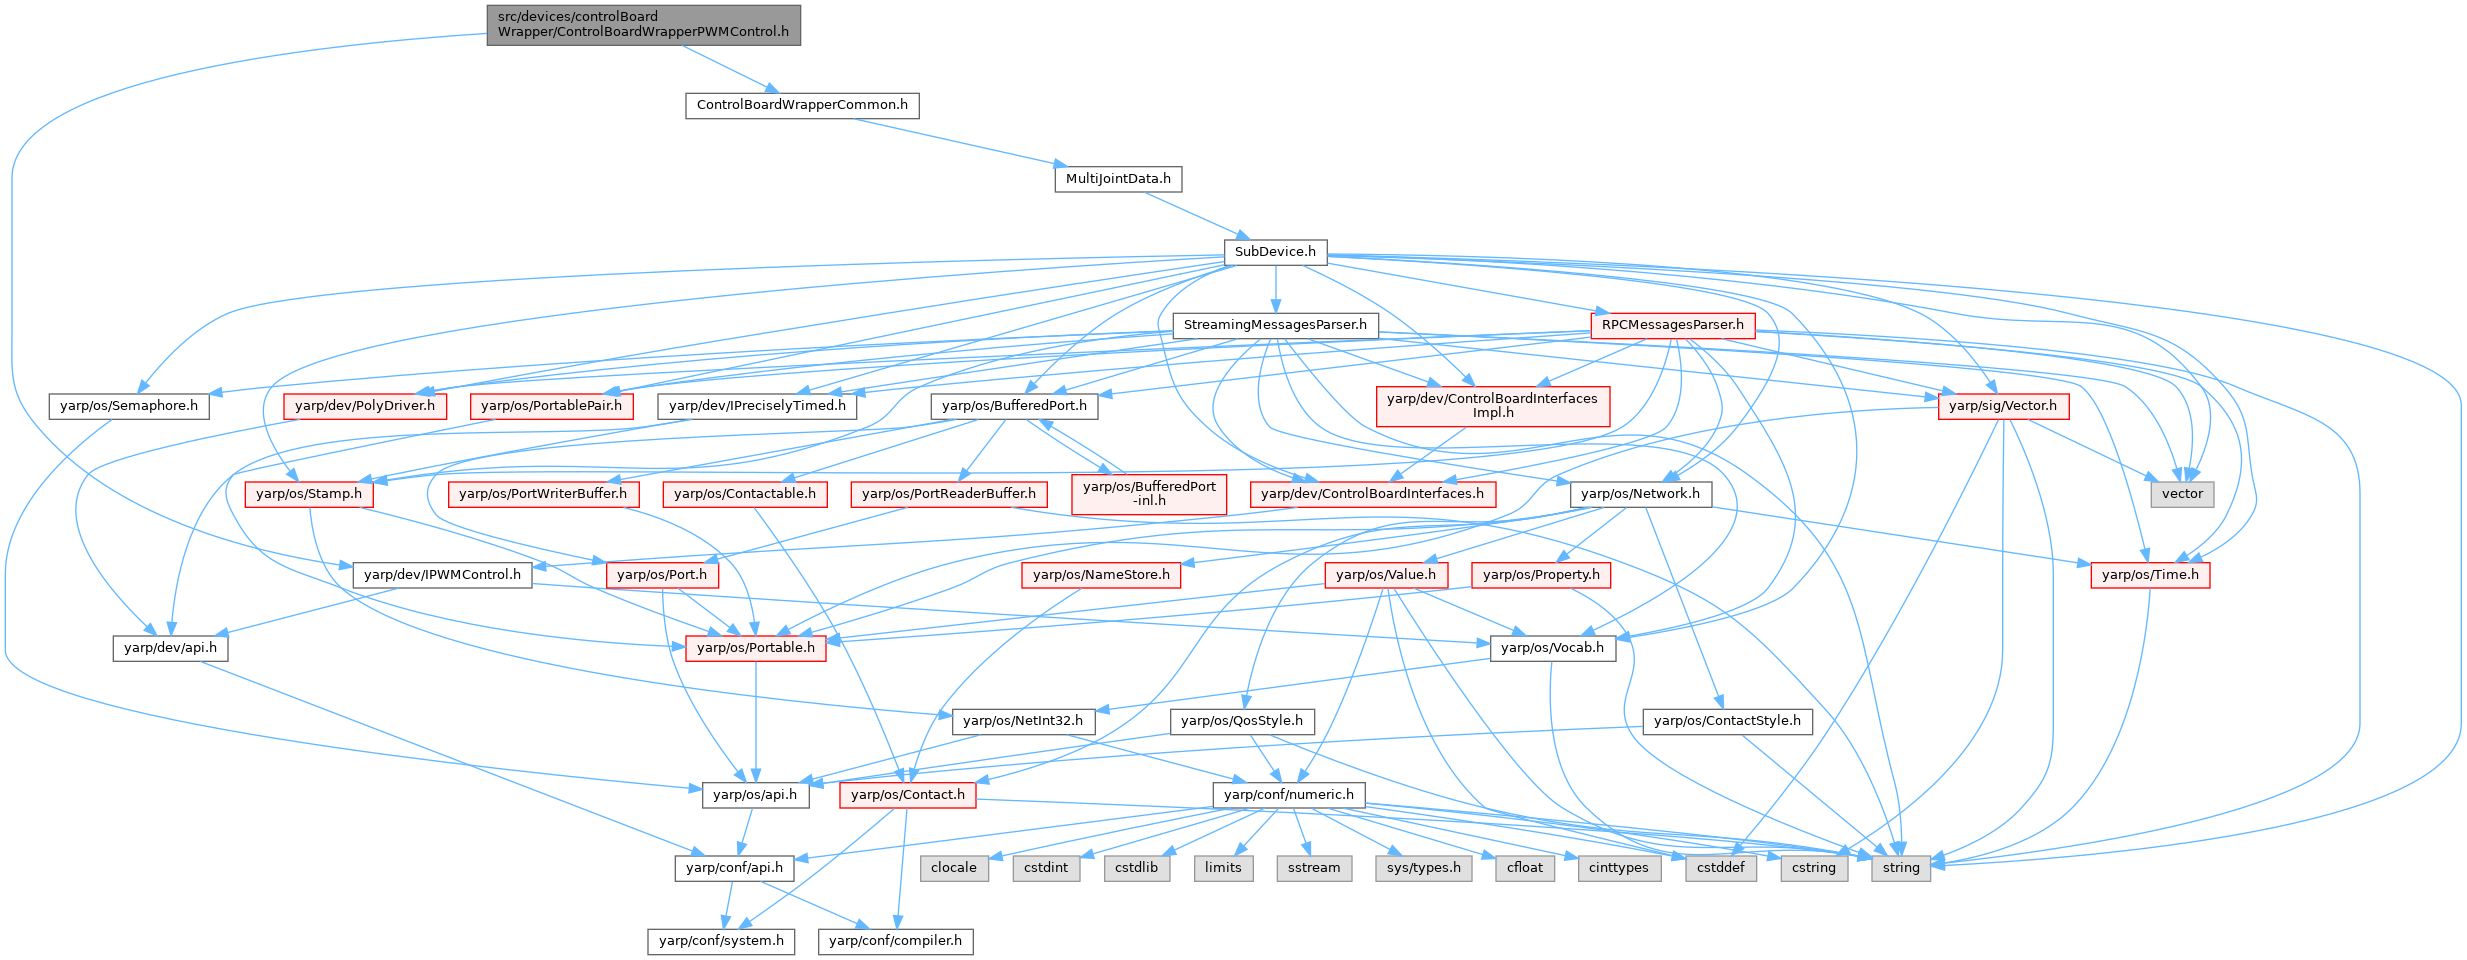 src/devices/controlBoard
Wrapper/ControlBoardWrapperPWMControl.h
ControlBoardWrapperCommon.h
MultiJointData.h
SubDevice.h
StreamingMessagesParser.h
RPCMessagesParser.h
yarp/os/Semaphore.h
yarp/dev/PolyDriver.h
yarp/os/PortablePair.h
yarp/dev/IPreciselyTimed.h
yarp/os/BufferedPort.h
yarp/dev/ControlBoardInterfaces
Impl.h
yarp/sig/Vector.h
yarp/os/Stamp.h
yarp/os/PortWriterBuffer.h
yarp/os/Contactable.h
yarp/os/PortReaderBuffer.h
yarp/os/BufferedPort
-inl.h
yarp/dev/ControlBoardInterfaces.h
yarp/os/Network.h
vector
yarp/dev/IPWMControl.h
yarp/os/Port.h
yarp/os/NameStore.h
yarp/os/Value.h
yarp/os/Property.h
yarp/os/Time.h
yarp/dev/api.h
yarp/os/Portable.h
yarp/os/Vocab.h
yarp/os/NetInt32.h
yarp/os/QosStyle.h
yarp/os/ContactStyle.h
yarp/os/api.h
yarp/os/Contact.h
yarp/conf/numeric.h
yarp/conf/api.h
clocale
cstdint
cstdlib
limits
sstream
sys/types.h
cfloat
cinttypes
cstddef
cstring
string
yarp/conf/system.h
yarp/conf/compiler.h